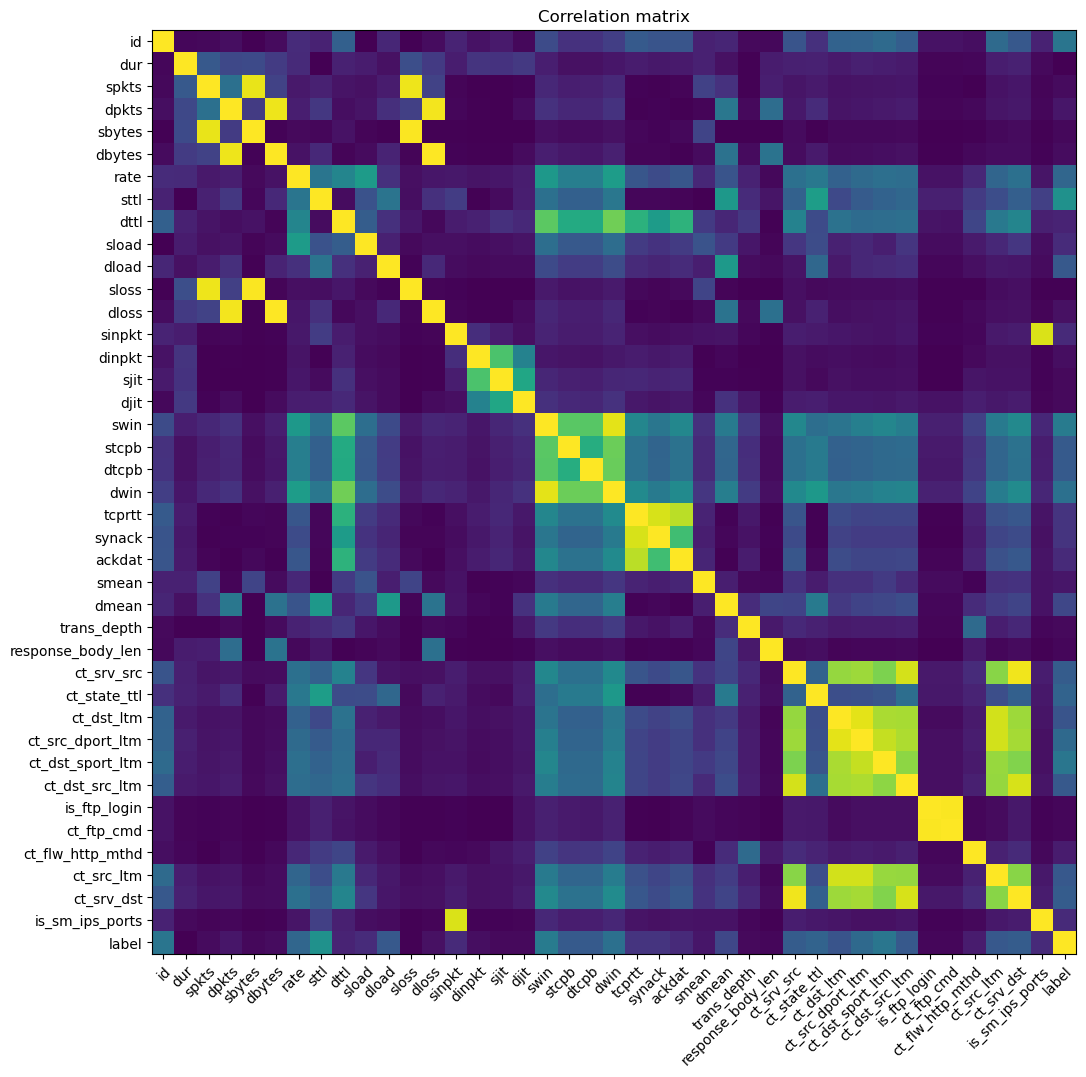 Correlation matrix
id
dur
spkts
dpkts
sbytes
dbytes
rate
sttl
dttl
sload
dload
sloss
dloss
sinpkt
dinpkt
sjit
djit
swin
stcpb
dtcpb
dwin
tcprtt
synack
ackdat
smean
dmean
trans_depth
response_body_len
ct_srv_src
ct_state_ttl
ct_dst_ltm
ct_src_dport_ltm
ct_dst_sport_ltm
ct_dst_src_ltm
is_ftp_login
ct_ftp_cmd
ct_flw_http_mthd
ct_src_ltm
ct_srv_dst
is_sm_ips_ports
label
id
dur
spkts
dpkts
sbytes
dbytes
rate
sttl
dttl
sload
dload
sloss
dloss
sinpkt
dinpkt
sjit
djit
swin
stcpb
dtcpb
dwin
tcprtt
synack
ackdat
smean
dmean
trans_depth
response_body_len
ct_srv_src
ct_state_ttl
ct_dst_ltm
ct_src_dport_ltm
ct_dst_sport_ltm
ct_dst_src_ltm
is_ftp_login
ct_ftp_cmd
ct_flw_http_mthd
ct_src_ltm
ct_srv_dst
is_sm_ips_ports
label